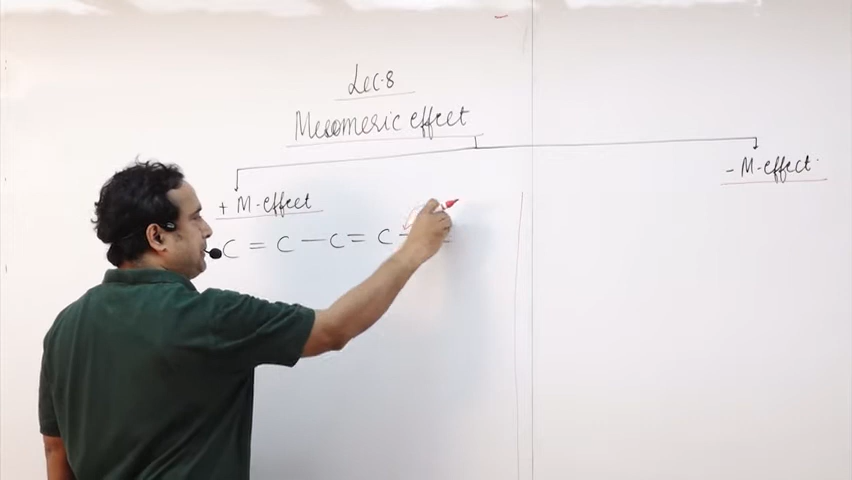 Lec.8
Mesomeric effect
+ M-effect
- M-effect.
C = C - C = C -